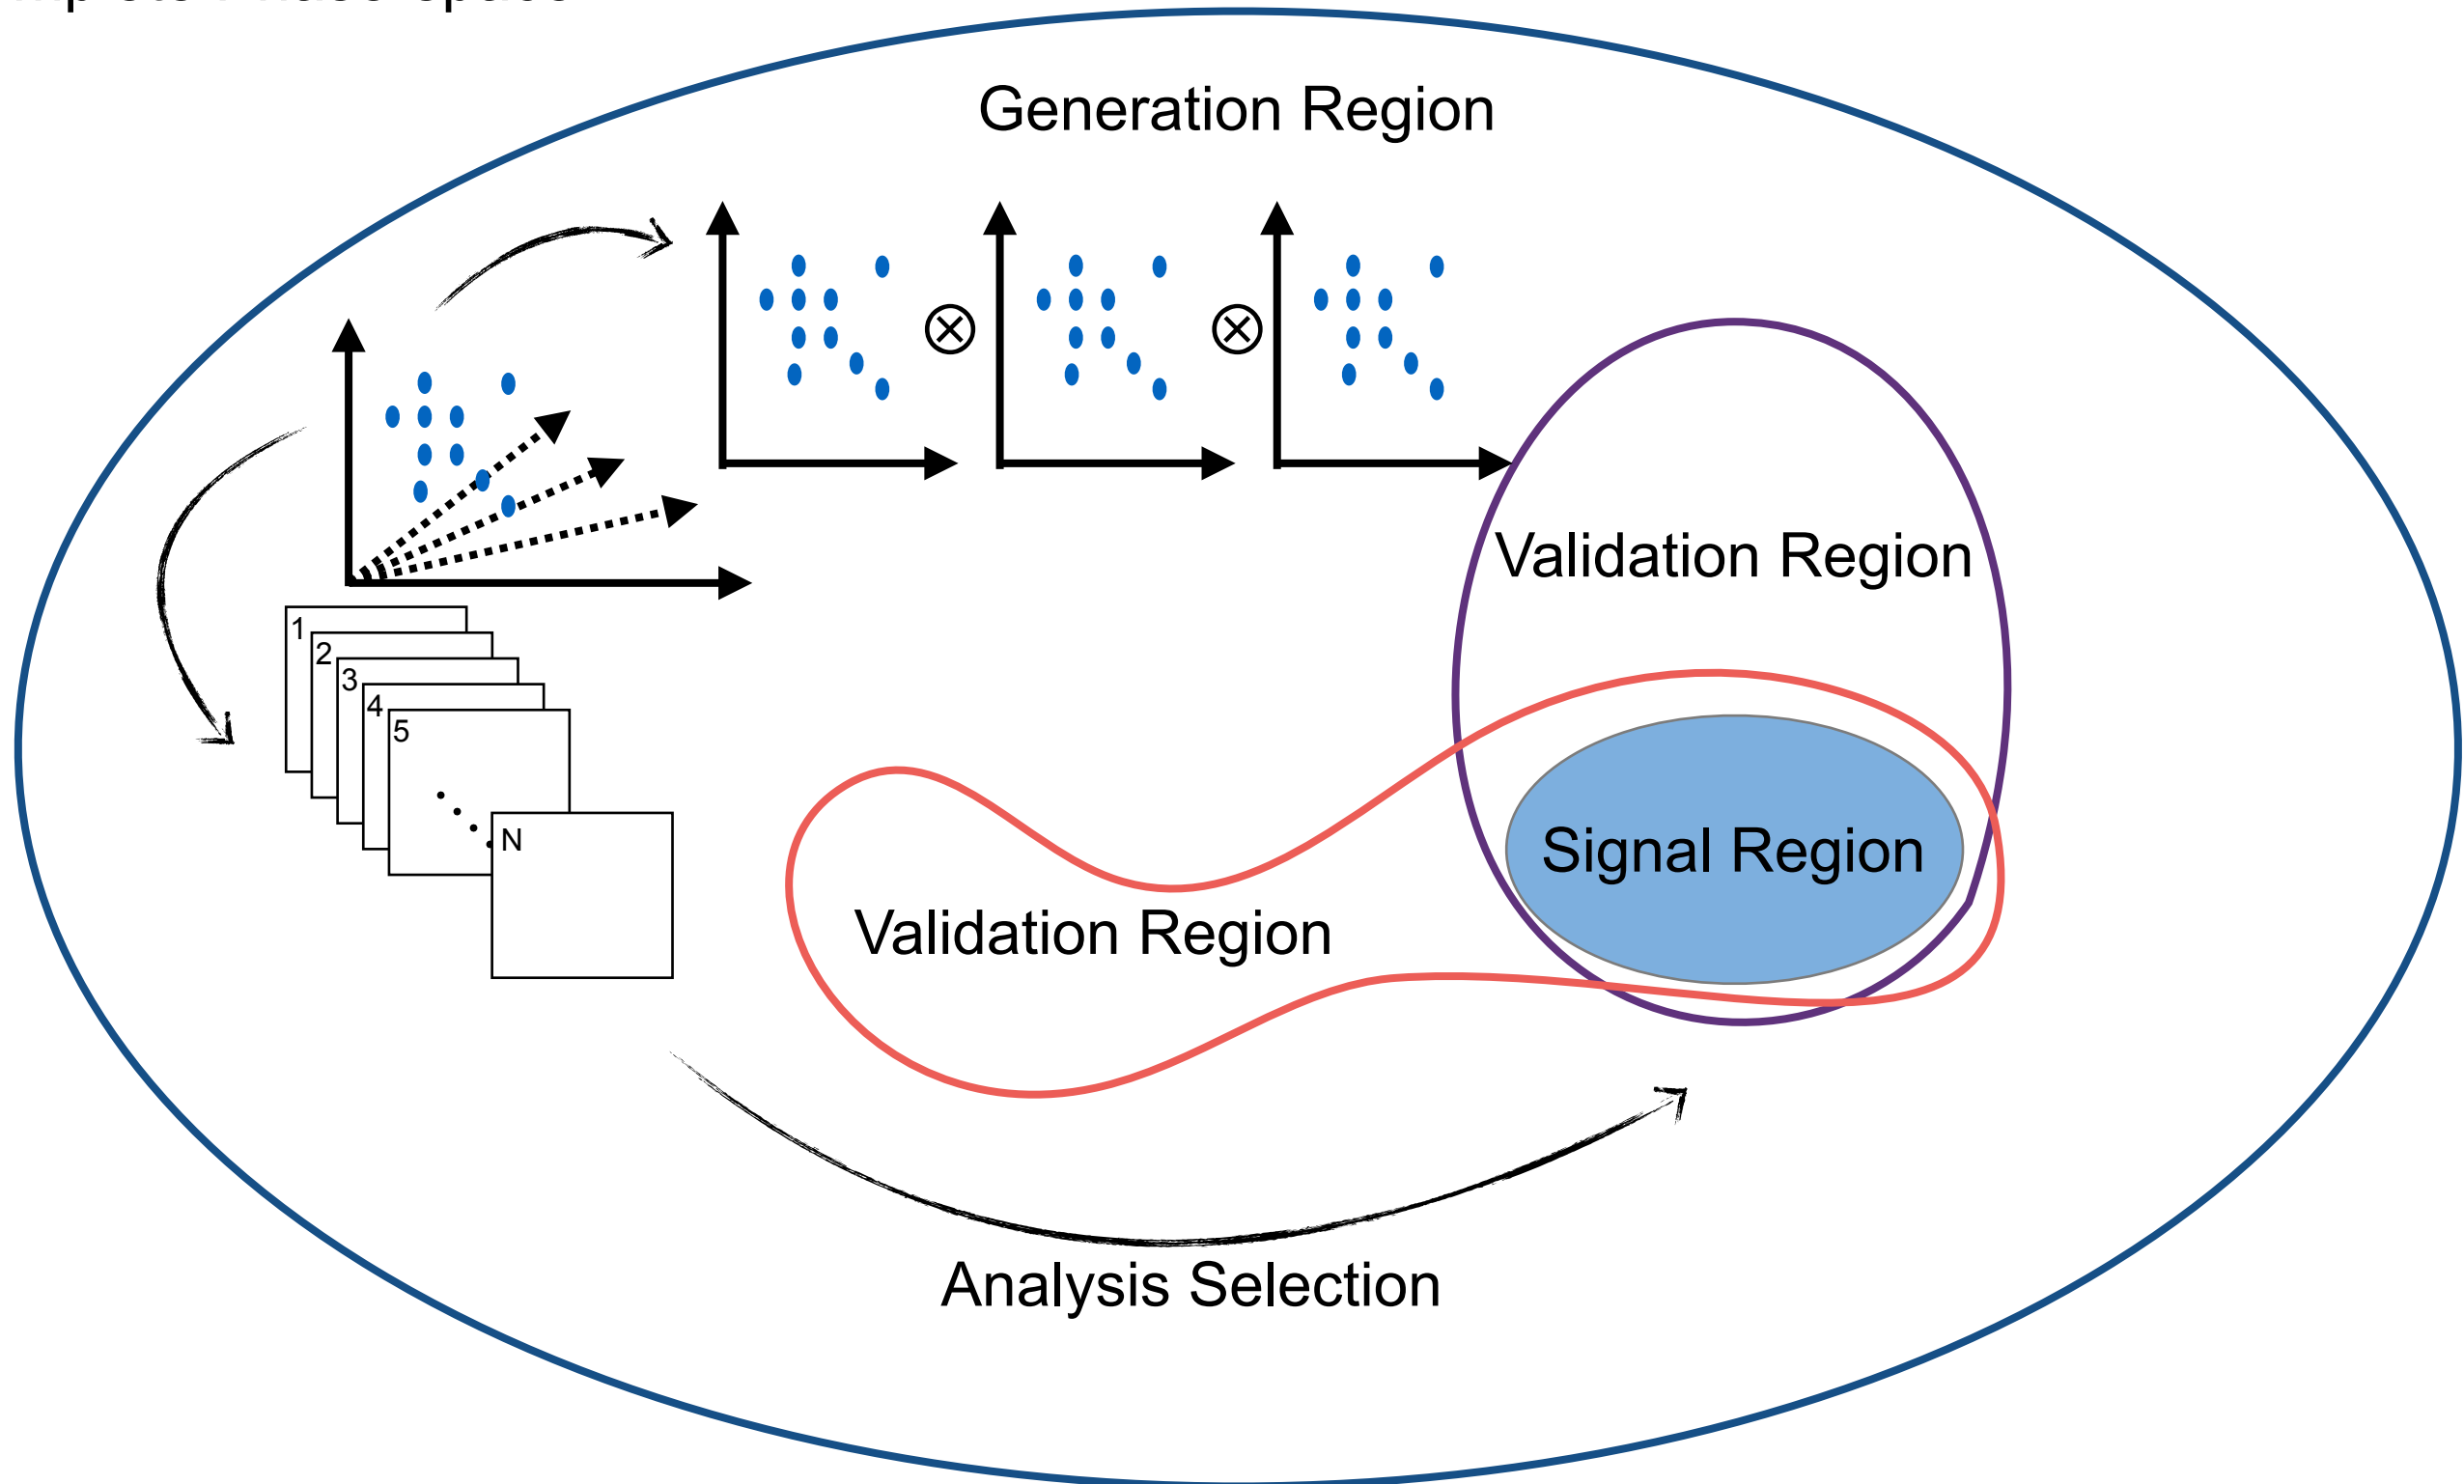 Generation Region
Validation Region
1
2
3
4
5
N
Signal Region
Validation Region
Analysis Selection